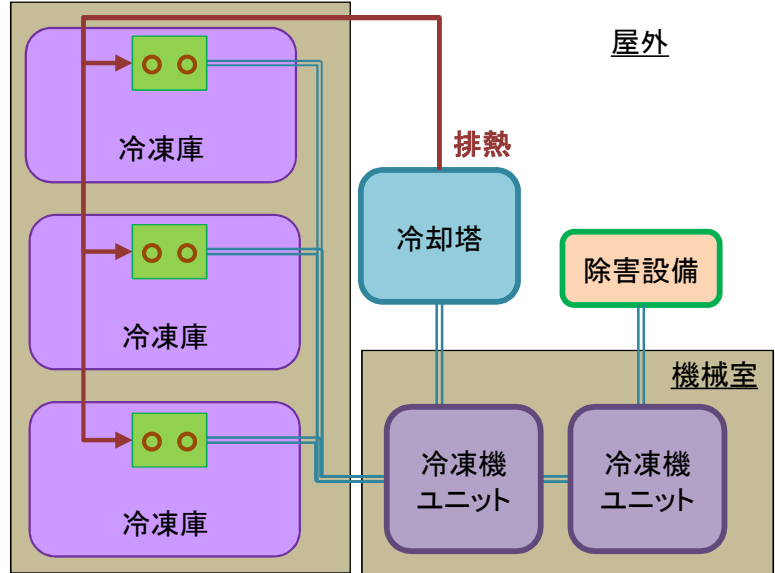 屋外
冷凍庫
排熱
冷却塔
除害設備
冷凍庫
機械室
冷凍機
ユニット
冷凍機
ユニット
冷凍庫